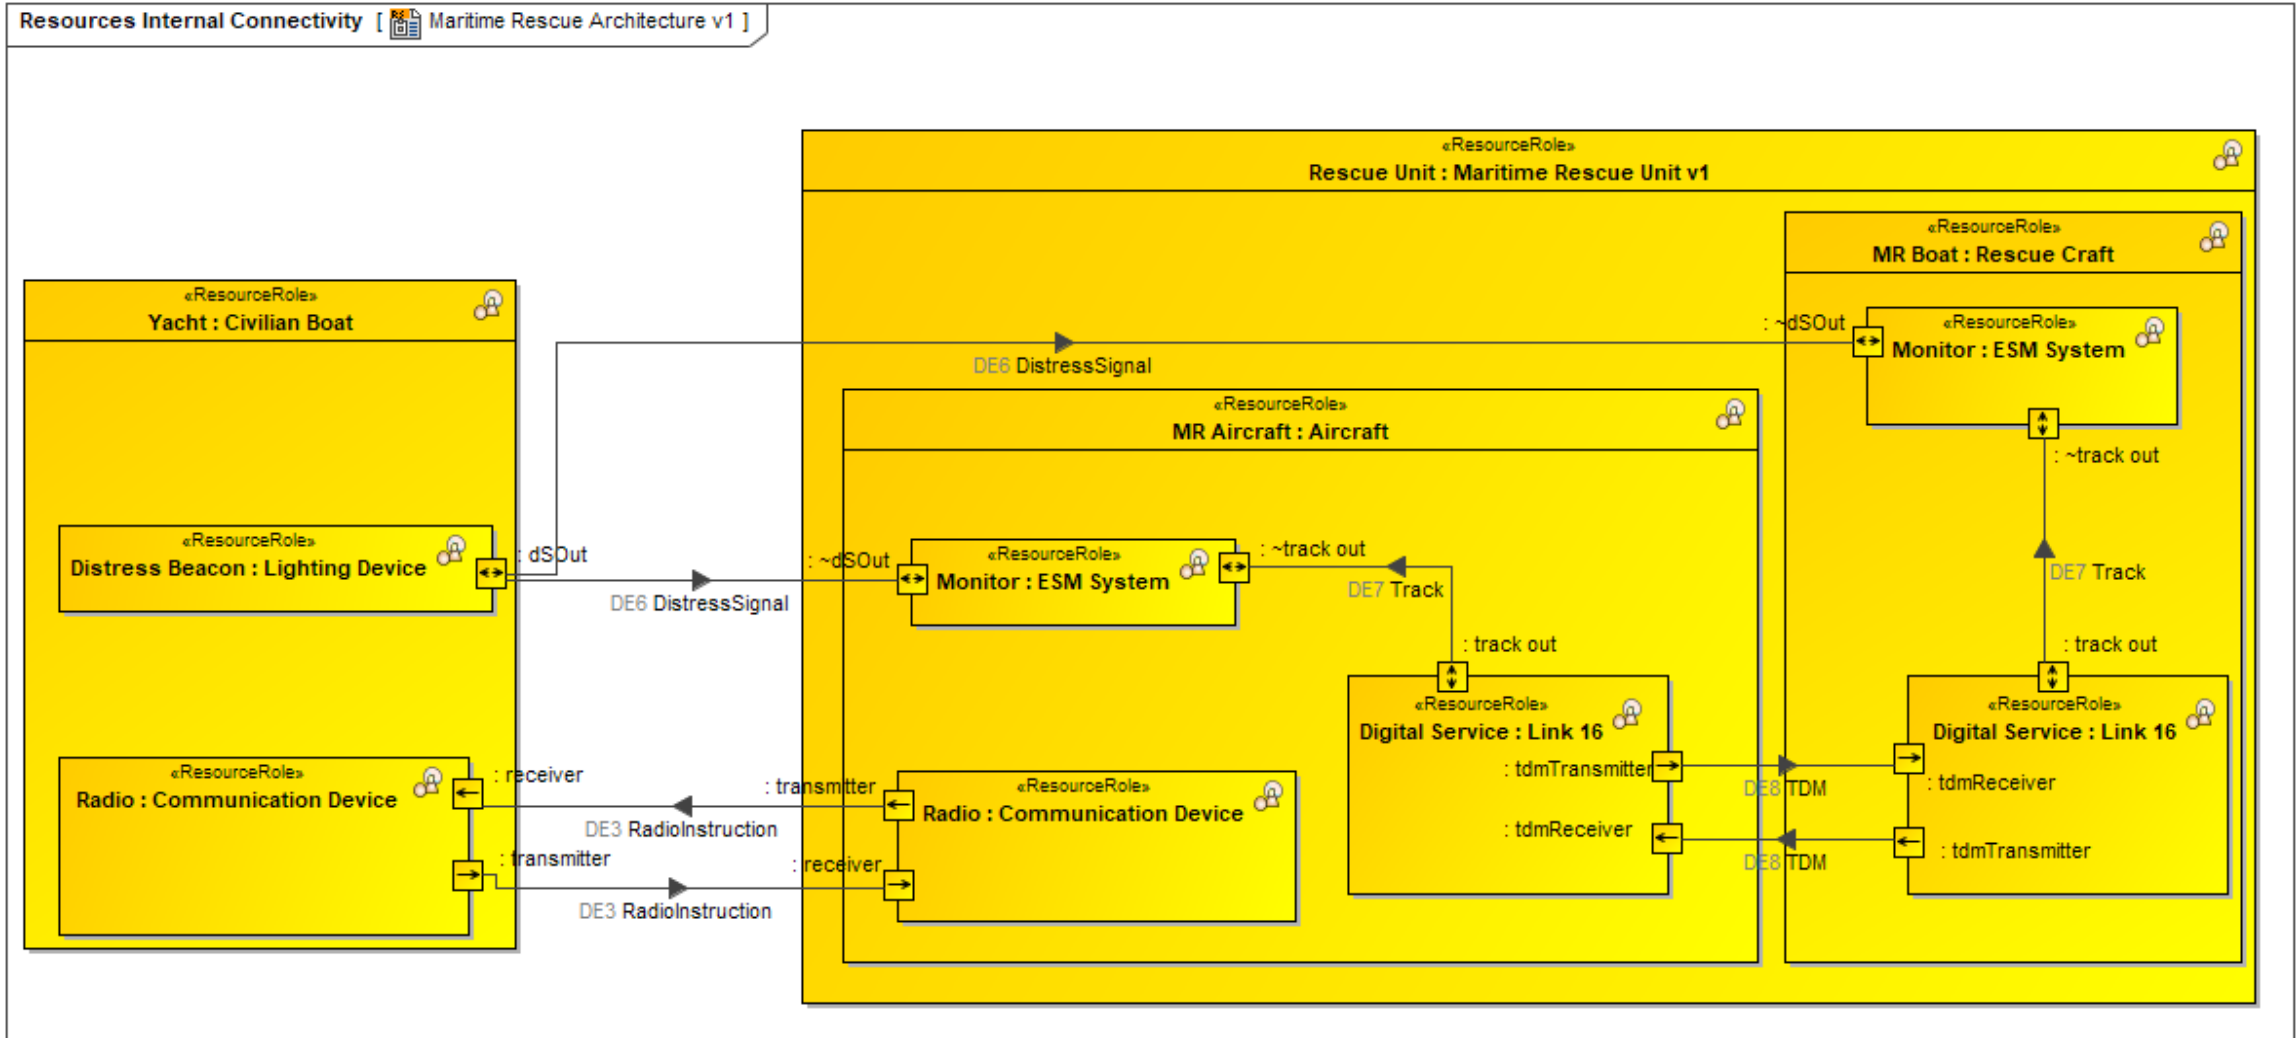 Resources Internal Connectivity [ Maritime Rescue Architecture v1 ]
«ResourceRole»
Rescue Unit : Maritime Rescue Unit v1
«ResourceRole»
MR Boat : Rescue Craft
«ResourceRole»
Yacht : Civilian Boat
: ~dSOut
«ResourceRole»
Monitor : ESM System
DE6 DistressSignal
«ResourceRole»
MR Aircraft : Aircraft
: ~track out
«ResourceRole»
Distress Beacon : Lighting Device
: dSOut
: ~dSOut
«ResourceRole»
Monitor : ESM System
: ~track out
DE6 DistressSignal
DE7 Track
DE7 Track
: track out
: track out
«ResourceRole»
Digital Service : Link 16
«ResourceRole»
Digital Service : Link 16
«ResourceRole»
Radio : Communication Device
: receiver
: transmitter
«ResourceRole»
Radio : Communication Device
: tdmTransmitter
DE8 TDM
: tdmReceiver
DE3 RadioInstruction
: tdmReceiver
DE8 TDM
: tdmTransmitter
: transmitter
: receiver
DE3 RadioInstruction